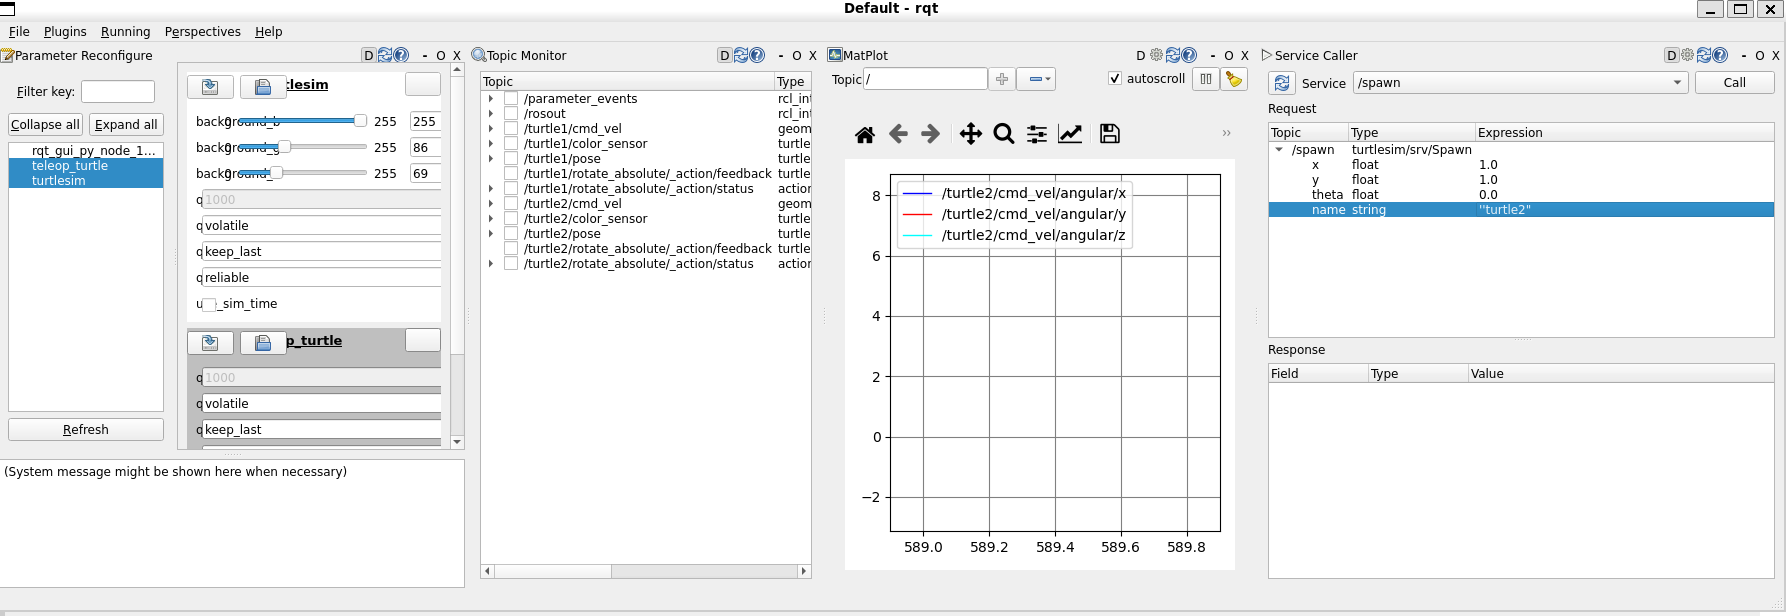 Default - rqt
File Plugins Running Perspectives Help
Parameter Reconfigure D - O X
Filter key:
Collapse all Expand all
rqt_gui_py_node_1...
teleop_turtle
turtlesim
Refresh
tlesim
backg0round_b 255 255
backg0round_g 255 86
backg0round_ 255 69
q 1000
volatile
q keep_last
q reliable
u _sim_time
p_turtle
q 1000
volatile
keep_last
(System message might be shown here when necessary)
Topic Monitor D - O X
Topic Type
/parameter_events rcl_int
/rosout rcl_int
/turtle1/cmd_vel geom
/turtle1/color_sensor turtle
/turtle1/pose turtle
/turtle1/rotate_absolute/_action/feedback turtle
/turtle1/rotate_absolute/_action/status action
/turtle2/cmd_vel geom
/turtle2/color_sensor turtle
/turtle2/pose turtle
/turtle2/rotate_absolute/_action/feedback turtle
/turtle2/rotate_absolute/_action/status action
MatPlot D - O X
Topic / autoscroll
»
/turtle2/cmd_vel/angular/x
/turtle2/cmd_vel/angular/y
/turtle2/cmd_vel/angular/z
8
6
4
2
0
−2
589.0 589.2 589.4 589.6 589.8
Service Caller D - O X
Service /spawn Call
Request
Topic Type Expression
/spawn turtlesim/srv/Spawn
x float 1.0
y float 1.0
theta float 0.0
name string ''turtle2"
Response
Field Type Value